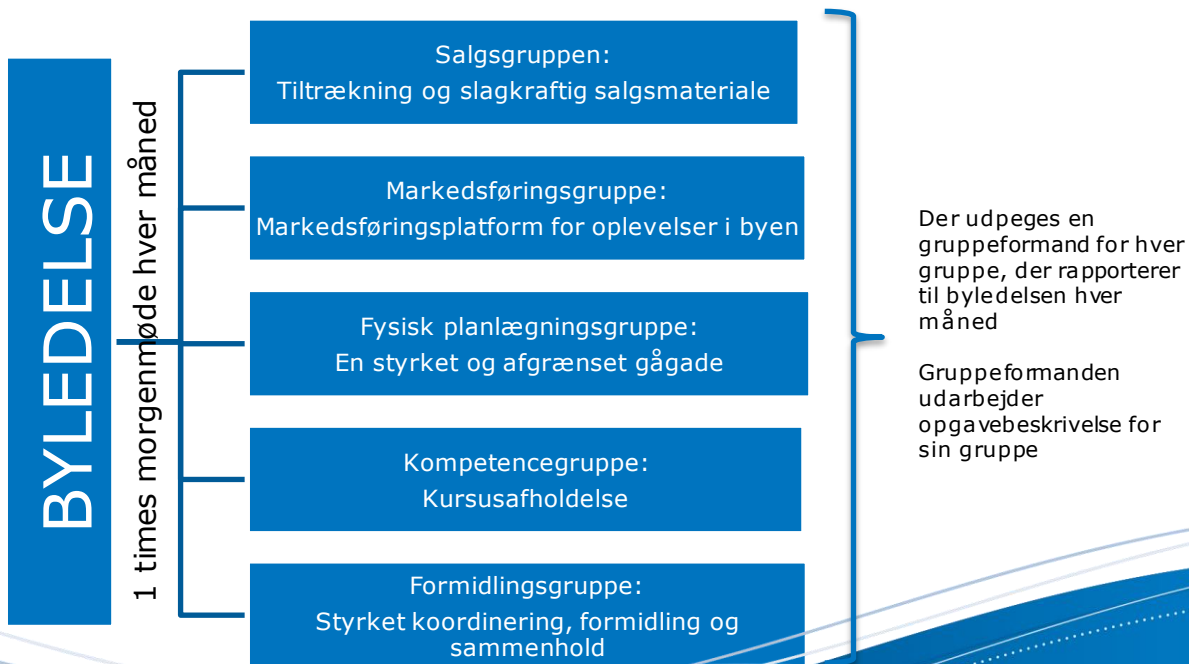 BYLEDELSE
1 times morgenmøde hver måned
Salgsgruppen:
Tiltrækning og slagkraftig salgsmateriale
Markedsføringsgruppe:
Markedsføringsplatform for oplevelser i byen
Fysisk planlægningsgruppe:
En styrket og afgrænset gågade
Kompetencegruppe:
Kursusafholdelse
Formidlingsgruppe:
Styrket koordinering, formidling og
sammenhold
Der udpeges en
gruppeformand for hver
gruppe, der rapporterer
til byledelsen hver
måned
Gruppeformanden
udarbejder
opgavebeskrivelse for
sin gruppe